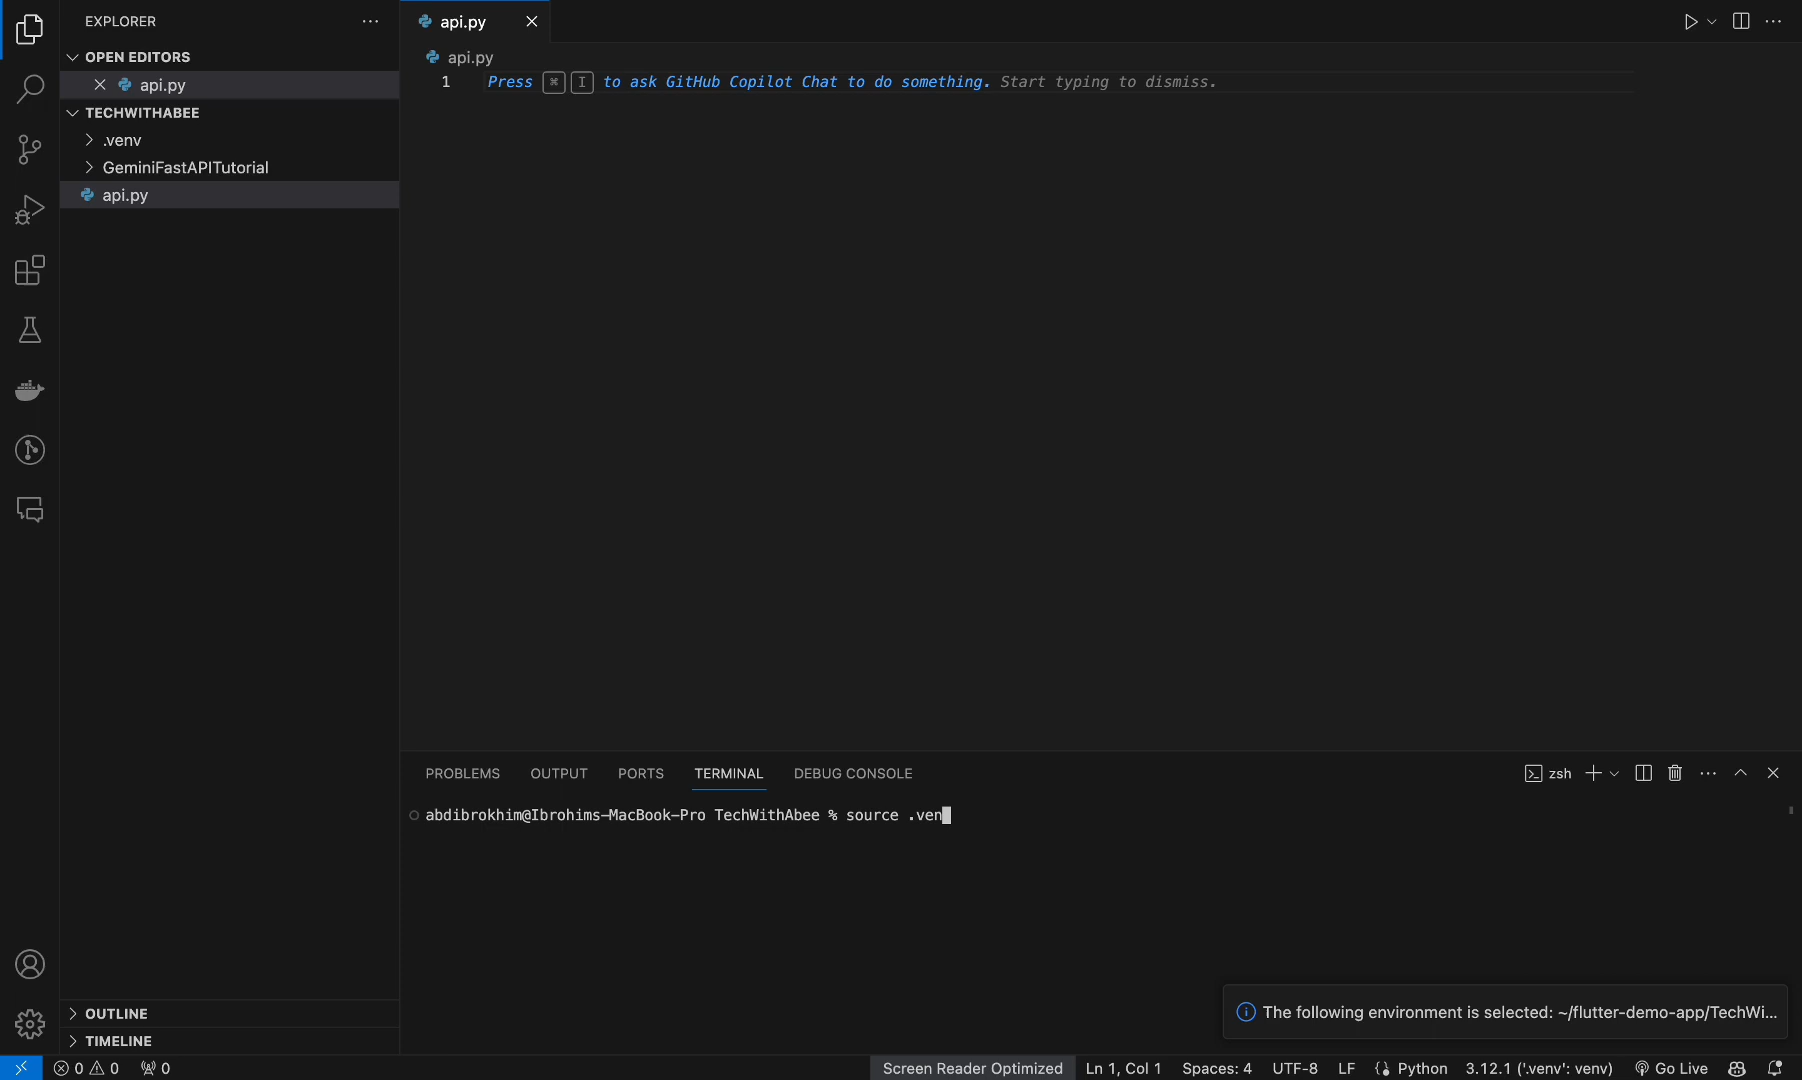 EXPLORER
OPEN EDITORS
api.py
TECHWITHABEE
.venv
GeminiFastAPITutorial
api.py
OUTLINE
TIMELINE
api.py
api.py
1 Press ⌘ I to ask GitHub Copilot Chat to do something. Start typing to dismiss.
PROBLEMS OUTPUT PORTS TERMINAL DEBUG CONSOLE zsh
abdibrokhim@Ibrohims-MacBook-Pro TechWithAbee % source .ven
The following environment is selected: ~/flutter-demo-app/TechWi...
0 0 0 Screen Reader Optimized Ln 1, Col 1 Spaces: 4 UTF-8 LF Python 3.12.1 ('.venv': venv) Go Live